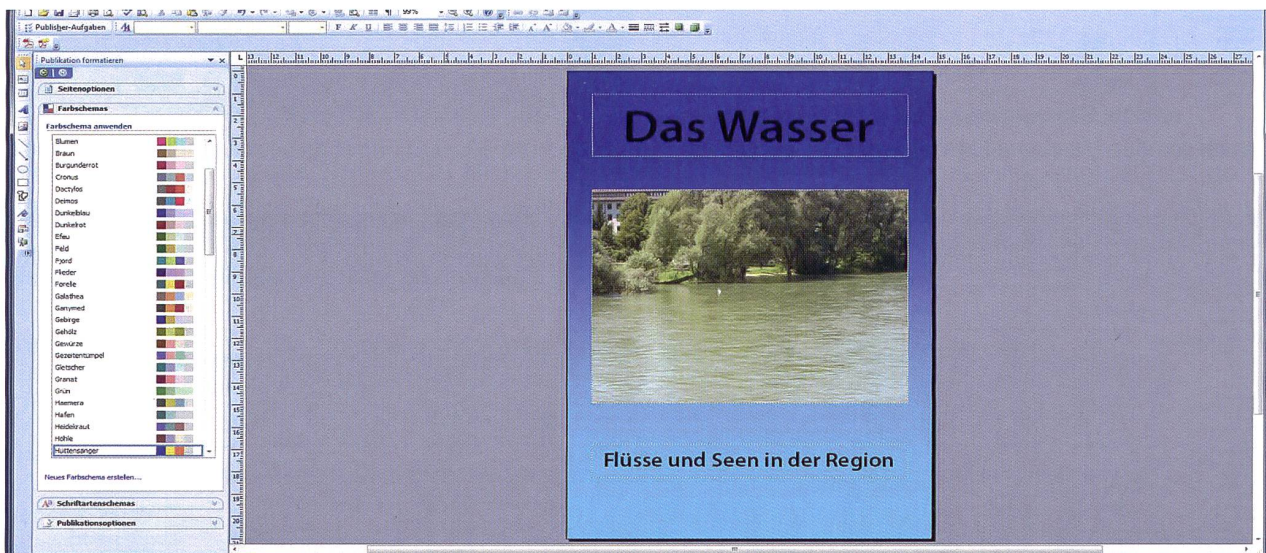 99%
Publisher-Aufgaben
F K U
Publikation formatieren
Seitenoptionen
Farbschemas
Farbschema anwenden
Blumen
Braun
Burgunderrot
Cronus
Doctylos
Deimos
Dunkelblau
Dunkelrot
Efeu
Feld
Fjord
Flieder
Forelle
Galathea
Ganymed
Gebirge
Gehölz
Gewürze
Gezeitentümpel
Gletscher
Granat
Grün
Haemera
Hafen
Heidekraut
Höhle
Hüttensänger
Neues Farbschema erstellen...
Schriftartenschemas
Publikationsoptionen
Das Wasser
Flüsse und Seen in der Region